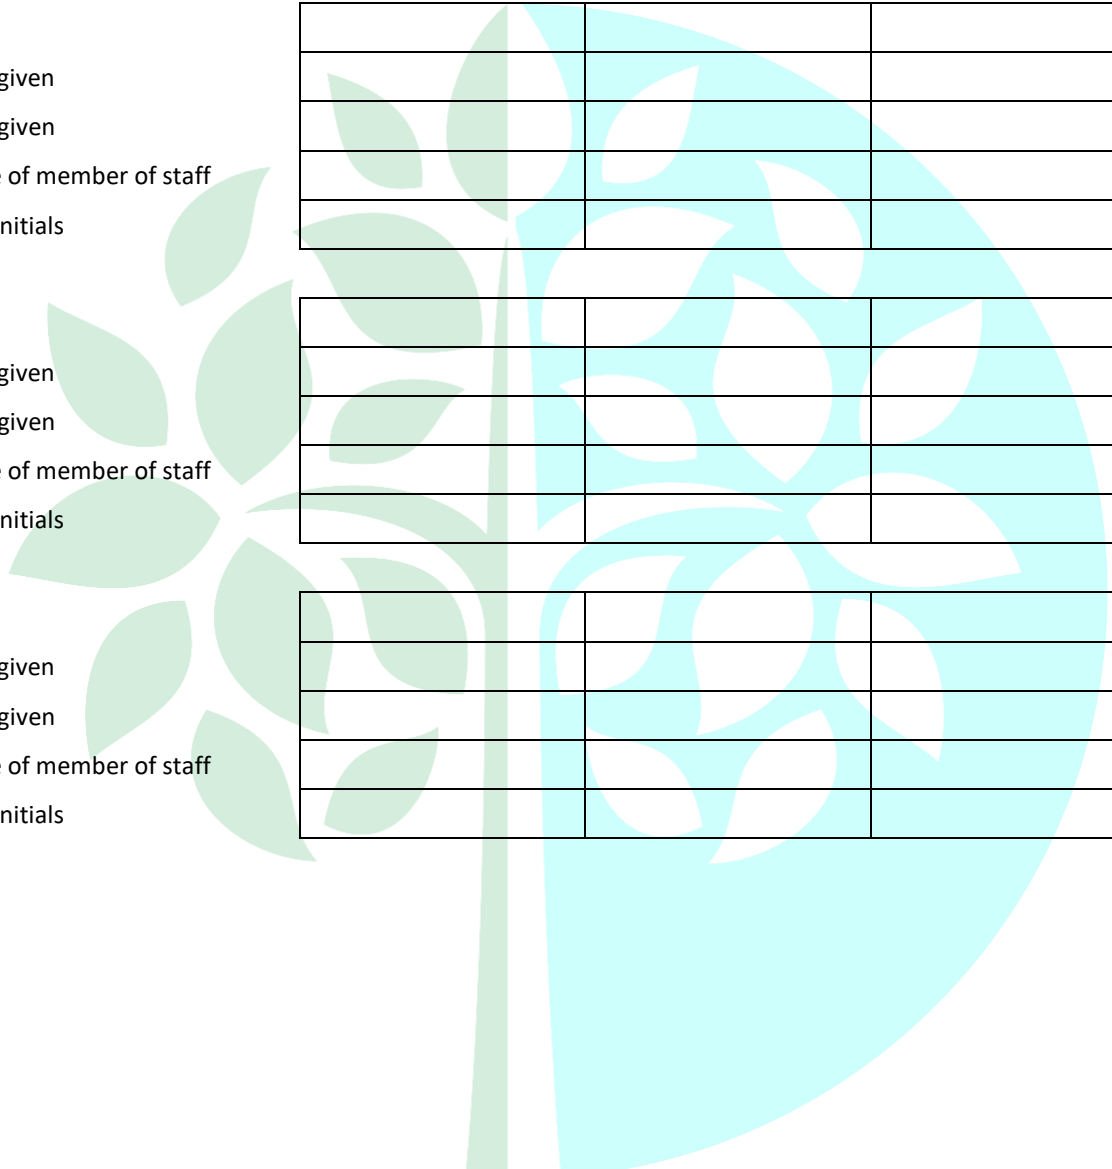 given
given
e of member of staff
nitials
given
given
e of member of staff
nitials
given
given
e of member of staff
nitials